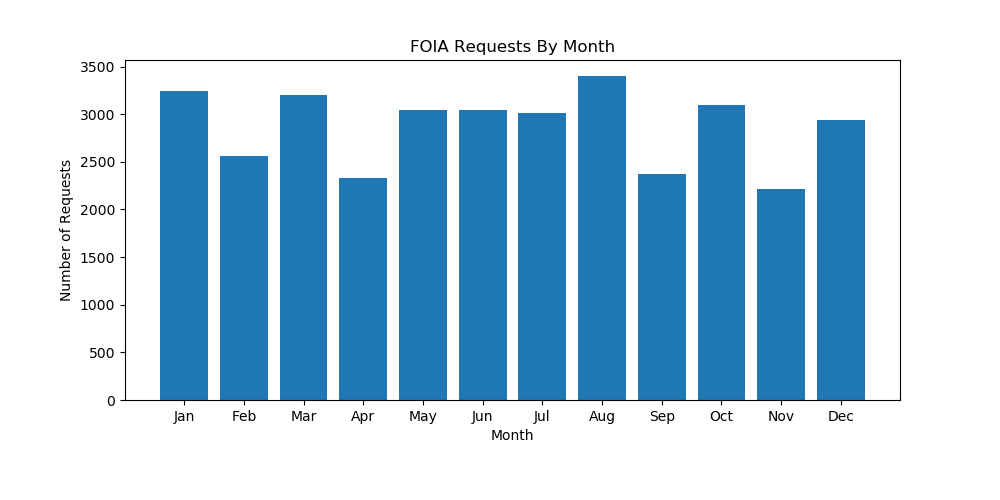 FOIA Requests By Month
Number of Requests
3500
3000
2500
2000
1500
1000
500
0
Jan Feb Mar Apr May Jun Jul Aug Sep Oct Nov Dec
Month